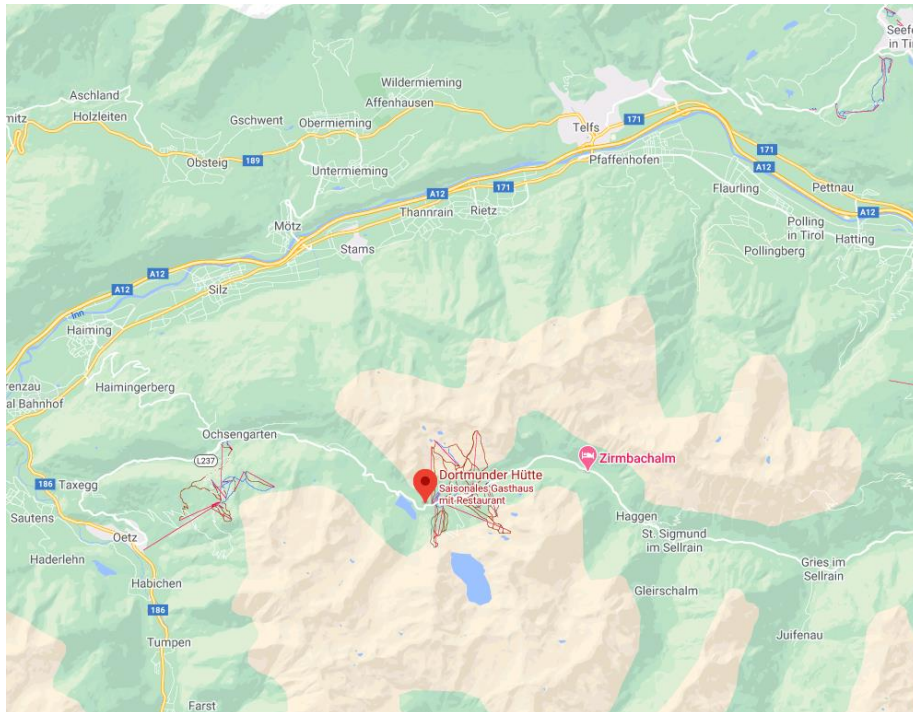 Seefe
in Tir
Wildermieming
Aschland
Affenhausen
mitz
Holzleiten
Gschwent
Obermieming
Telfs
171
Obsteig
189
Untermieming
Pfaffenhofen
171
A12
171
A12
Flaurling
Pettnau
Thannrain
Rietz
Mötz
Polling
in Tirol
A12
Hatting
Stams
Pollingberg
A12
A12
Silz
Inn
Haiming
renzau
al Bahnhof
Haimingerberg
Ochsengarten
L237
Zirmbachalm
Dortmunder Hütte
Saisonales Gasthaus
mit Restaurant
186
Taxegg
Sautens
Haggen
Oetz
St. Sigmund
im Sellrain
Haderlehn
Gries im
Sellrain
Habichen
Gleirschalm
186
Juifenau
Tumpen
Farst